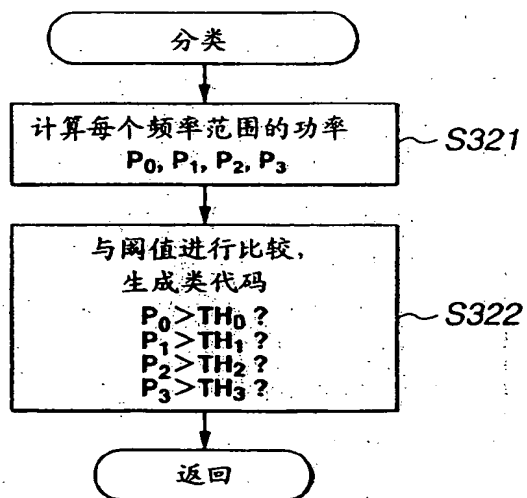 分类
计算每个频率范围的功率
P₀, P₁, P₂, P₃
S321
与阈值进行比较,
生成类代码
P₀>TH₀ ?
P₁>TH₁ ?
P₂>TH₂ ?
P₃>TH₃ ?
S322
返回